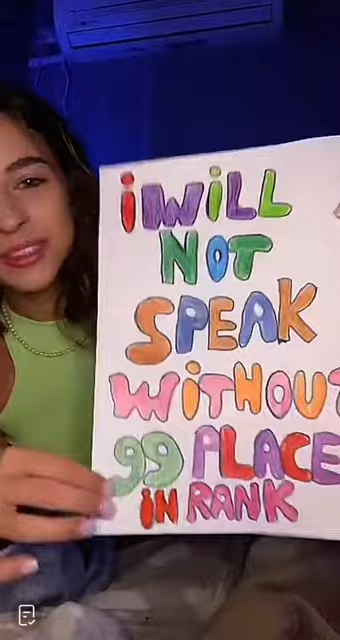 i WiLL
NOT
SPEAK
WiTHOUT
99 PLACE
iN RANK